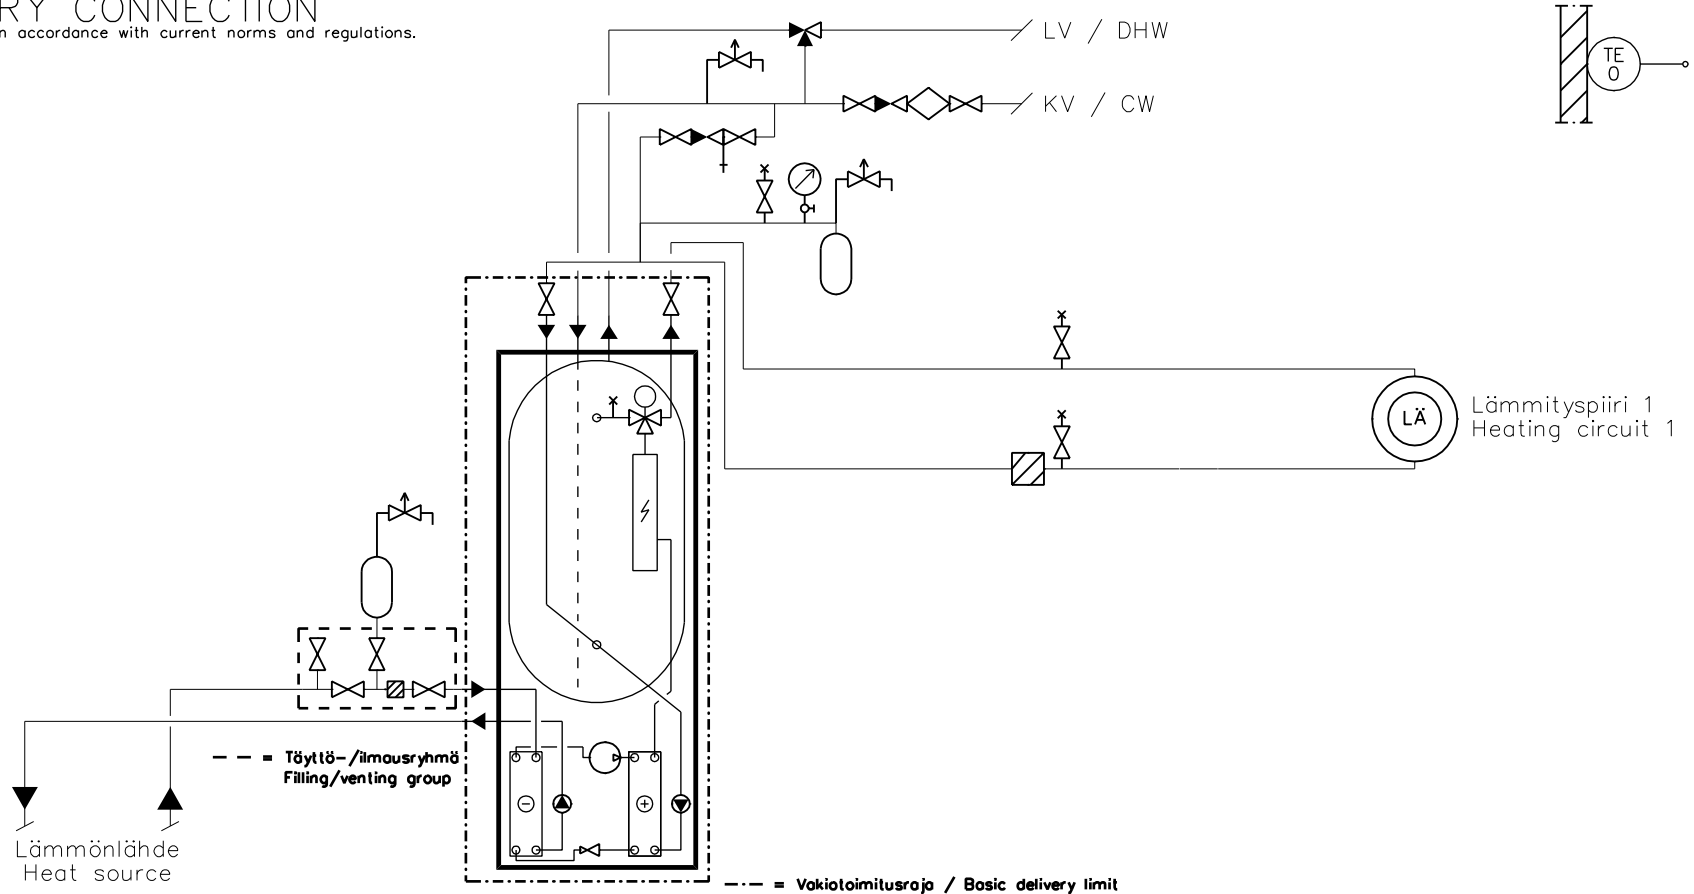 RY CONNECTION
n accordance with current norms and regulations.
LV / DHW
KV / CW
TE
0
LÄ
Lämmityspiiri 1
Heating circuit 1
= Täyttö-/ilmausryhmä
Filling/venting group
Lämmönlähde
Heat source
= Vakiotoimitusraja / Basic delivery limit